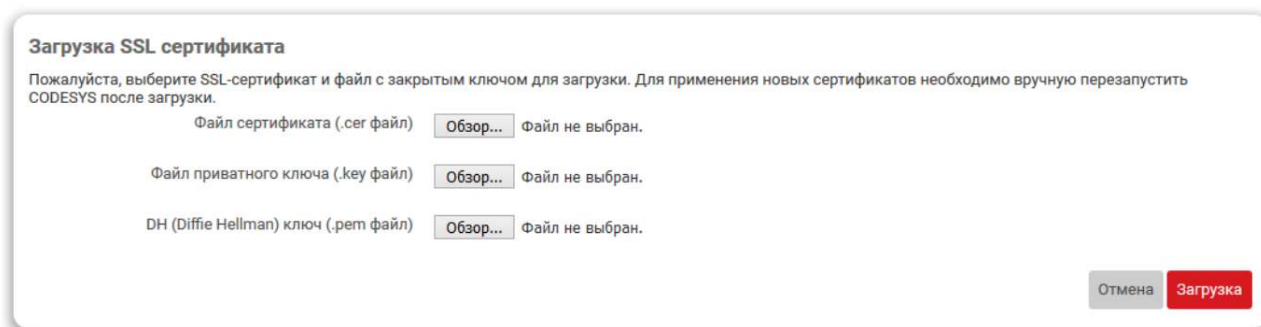 Загрузка SSL сертификата
Пожалуйста, выберите SSL-сертификат и файл с закрытым ключом для загрузки. Для применения новых сертификатов необходимо вручную перезапустить
CODESYS после загрузки.
Файл сертификата (.cer файл) Обзор... Файл не выбран.
Файл приватного ключа (.key файл) Обзор... Файл не выбран.
DH (Diffie Hellman) ключ (.pem файл) Обзор... Файл не выбран.
Отмена Загрузка